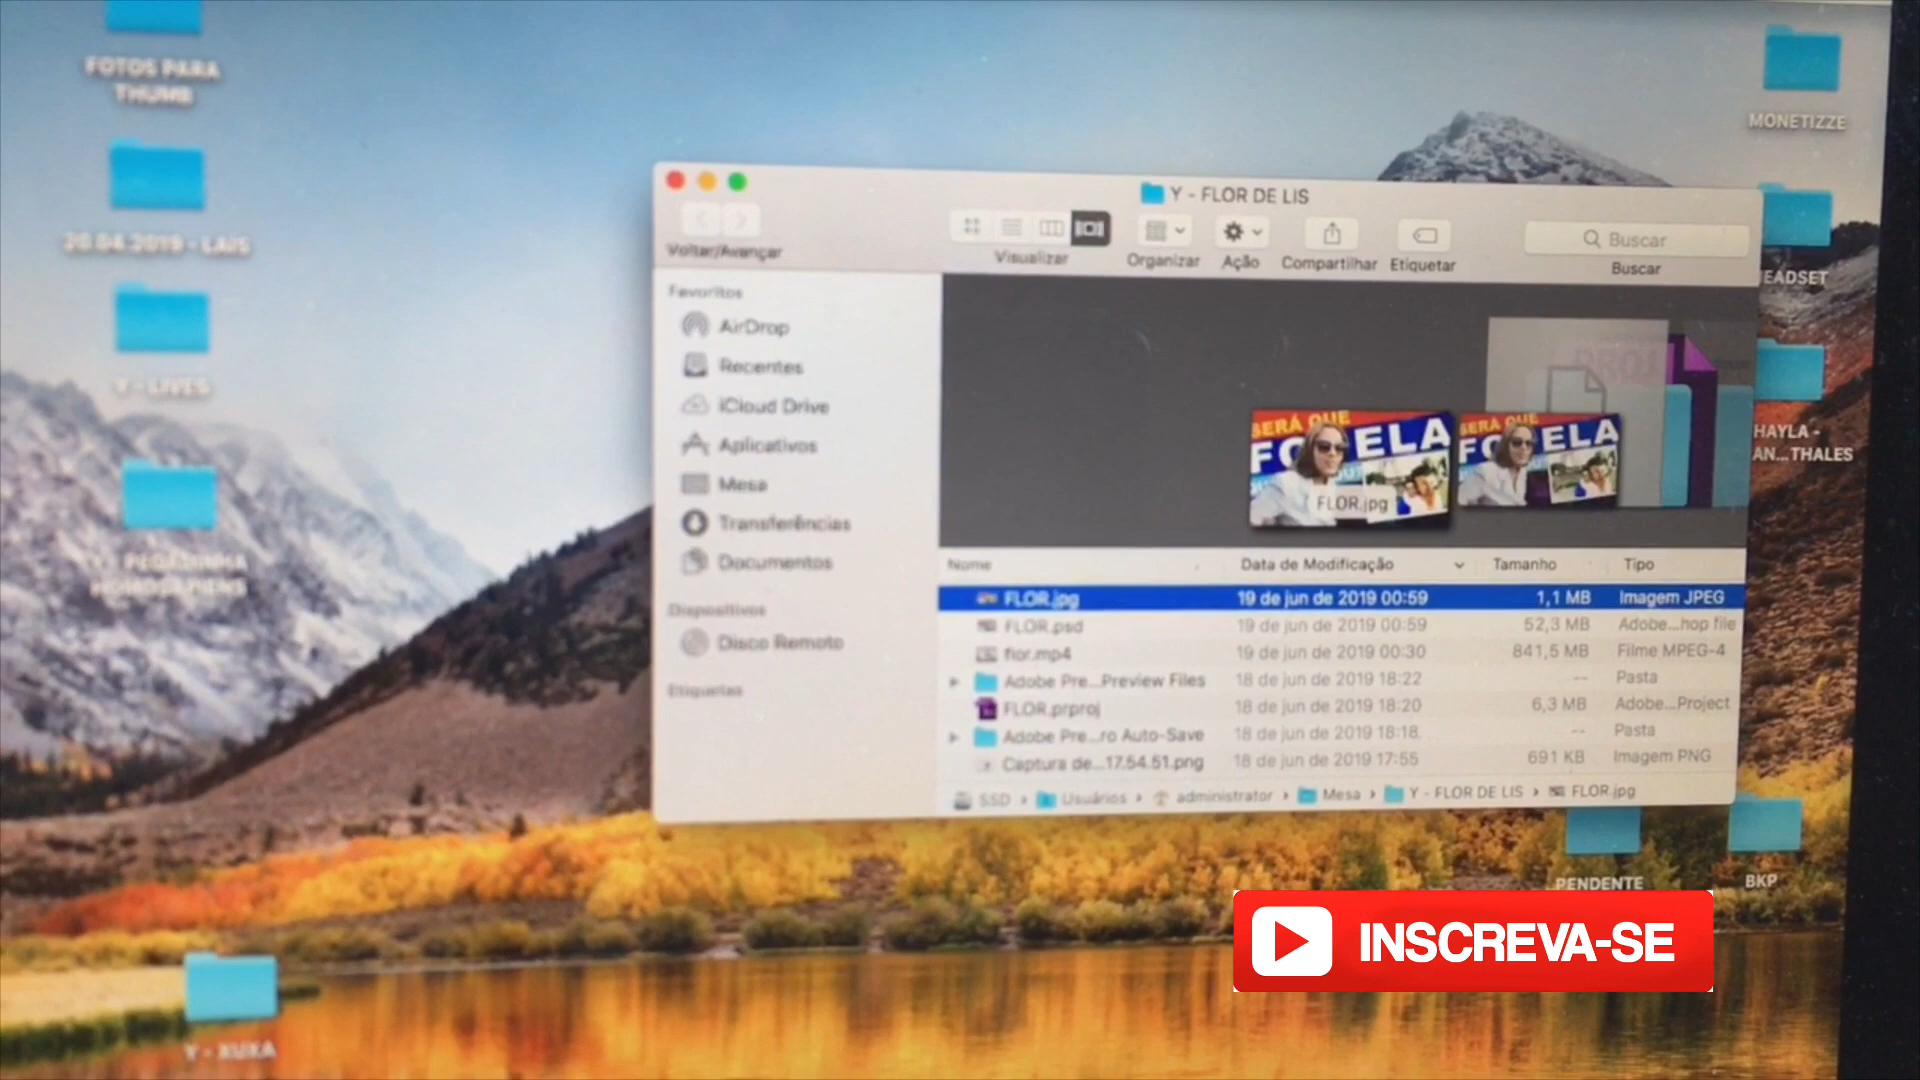 FOTOS PARA
THUMB
20.04.2019 - LAIS
Y - LIVES
Y - PEGADINHA
Y - XUXA
MONETIZZE
EADSET
HAYLA -
AN...THALES
PENDENTE
BKP
Y - FLOR DE LIS
Voltar/Avançar
Visualizar
Organizar
Ação
Compartilhar
Etiquetar
Buscar
Buscar
Favoritos
AirDrop
Recentes
iCloud Drive
Aplicativos
Mesa
Transferências
Documentos
Dispositivos
Disco Remoto
Etiquetas
SERÁ QUE
FO ELA
FLOR.jpg
SERÁ QUE
FO ELA
PROJ
Nome Data de Modificação Tamanho Tipo
FLOR.jpg 19 de jun de 2019 00:59 1,1 MB Imagem JPEG
FLOR.psd 19 de jun de 2019 00:59 52,3 MB Adobe...hop file
flor.mp4 19 de jun de 2019 00:30 841,5 MB Filme MPEG-4
Adobe Pre...Preview Files 18 de jun de 2019 18:22 -- Pasta
FLOR.prproj 18 de jun de 2019 18:20 6,3 MB Adobe...Project
Adobe Pre...ro Auto-Save 18 de jun de 2019 18:18 -- Pasta
Captura de...17.54.51.png 18 de jun de 2019 17:55 691 KB Imagem PNG
SSD › Usuários › administrator › Mesa › Y - FLOR DE LIS › FLOR.jpg
INSCREVA-SE